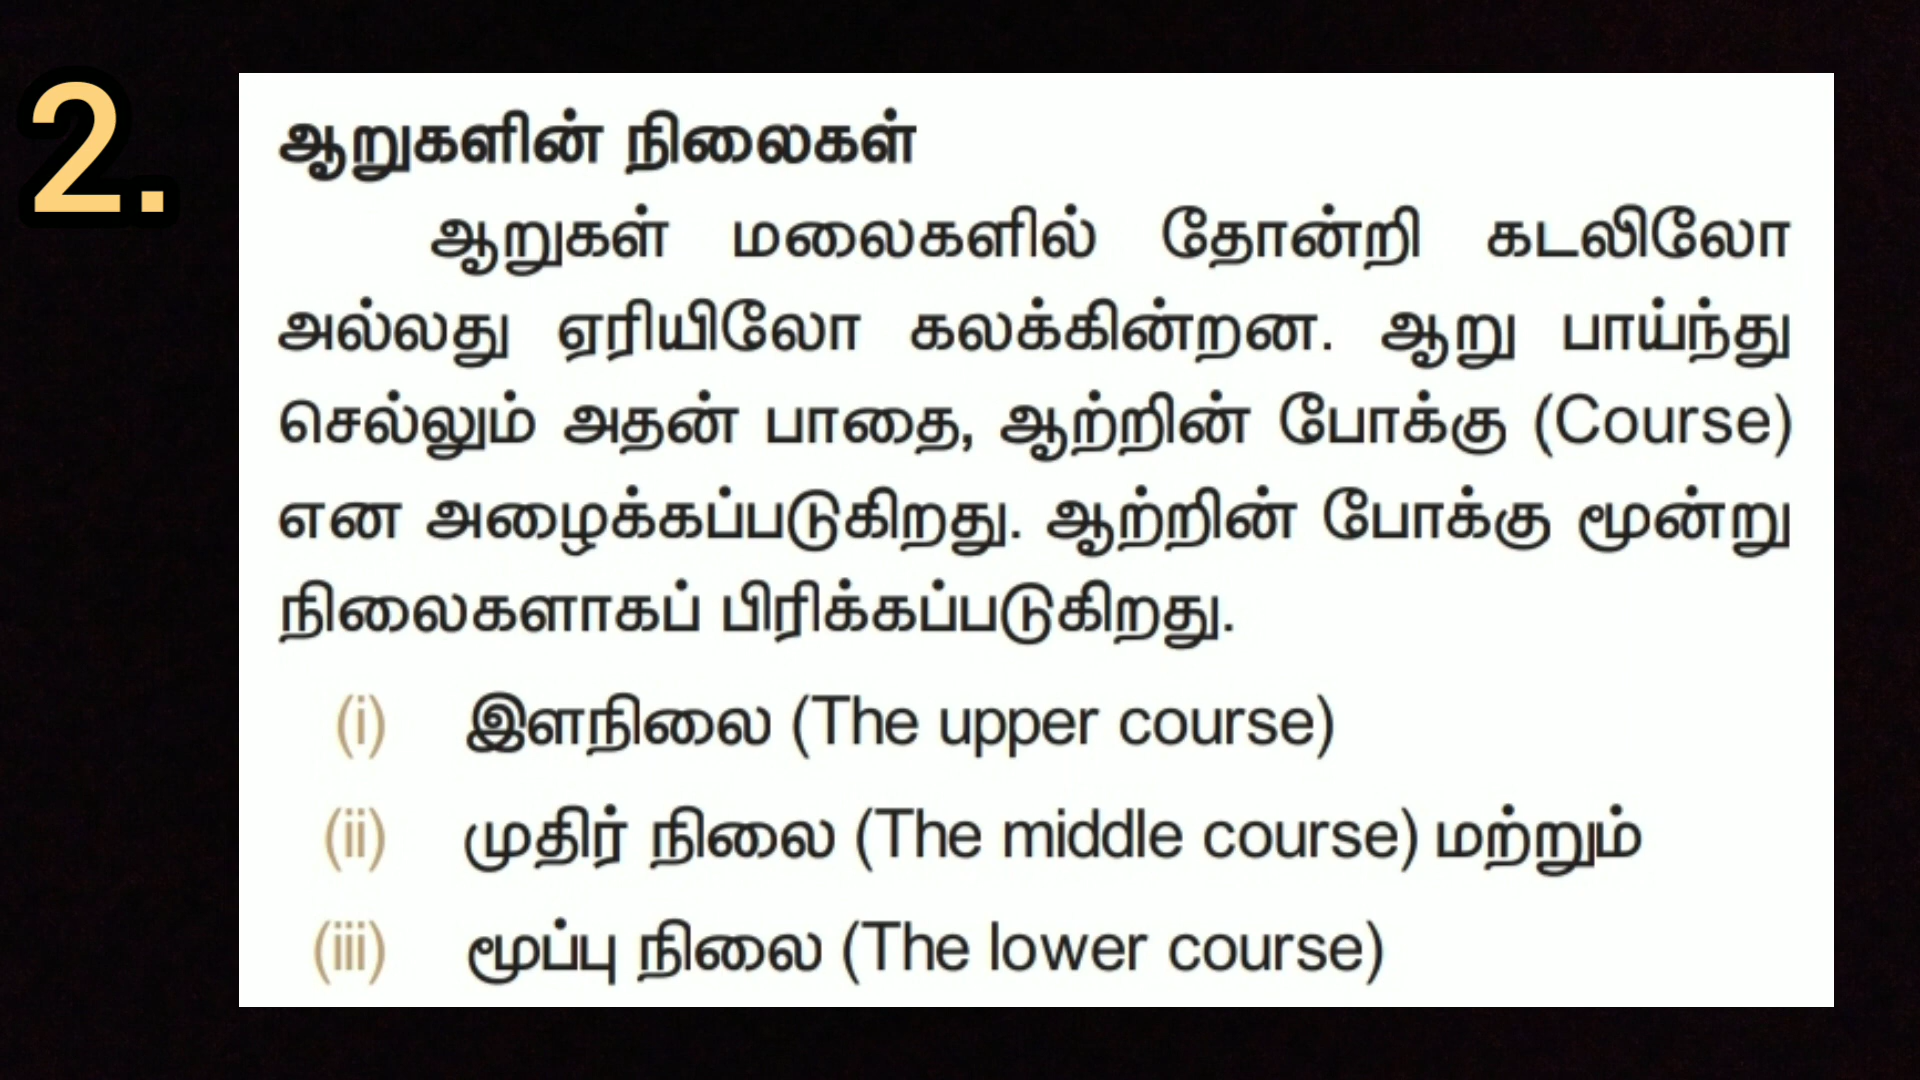 2.
ஆறுகளின் நிலைகள்
ஆறுகள் மலைகளில் தோன்றி கடலிலோ
அல்லது ஏரியிலோ கலக்கின்றன. ஆறு பாய்ந்து
செல்லும் அதன் பாதை, ஆற்றின் போக்கு (Course)
என அழைக்கப்படுகிறது. ஆற்றின் போக்கு மூன்று
நிலைகளாகப் பிரிக்கப்படுகிறது.
(i) இளநிலை (The upper course)
(ii) முதிர் நிலை (The middle course) மற்றும்
(iii) மூப்பு நிலை (The lower course)